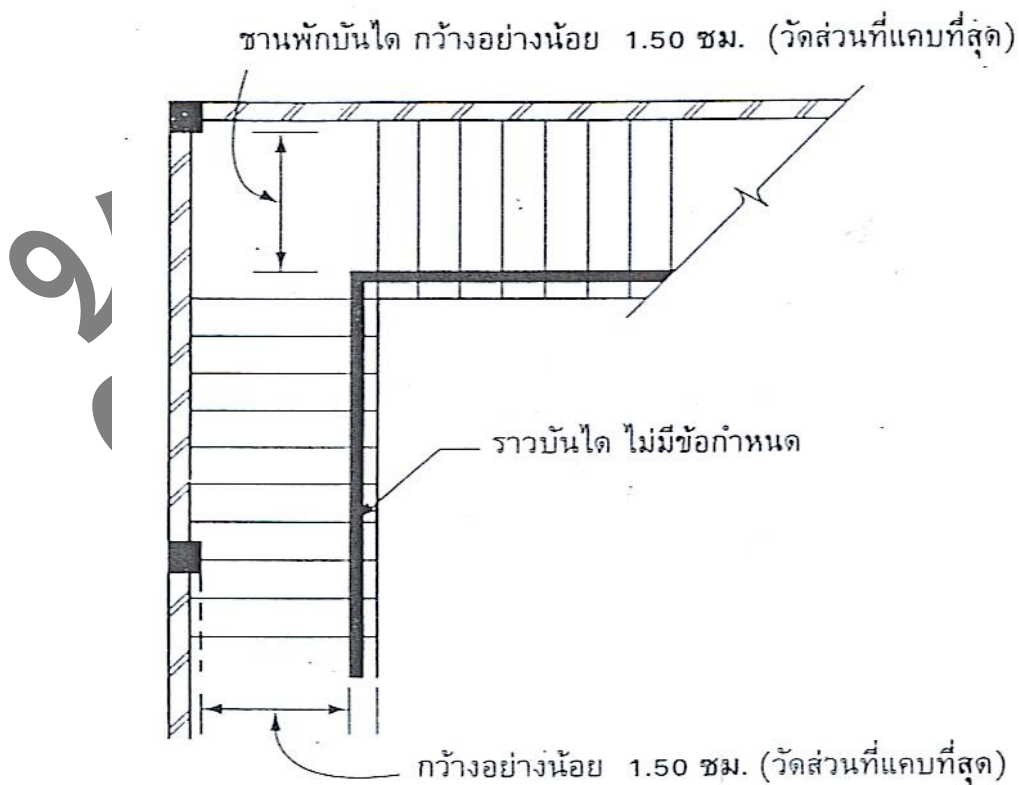 ชานพักบันได กว้างอย่างน้อย 1.50 ซม. (วัดส่วนที่แคบที่สุด)
ราวบันได ไม่มีข้อกำหนด
กว้างอย่างน้อย 1.50 ซม. (วัดส่วนที่แคบที่สุด)